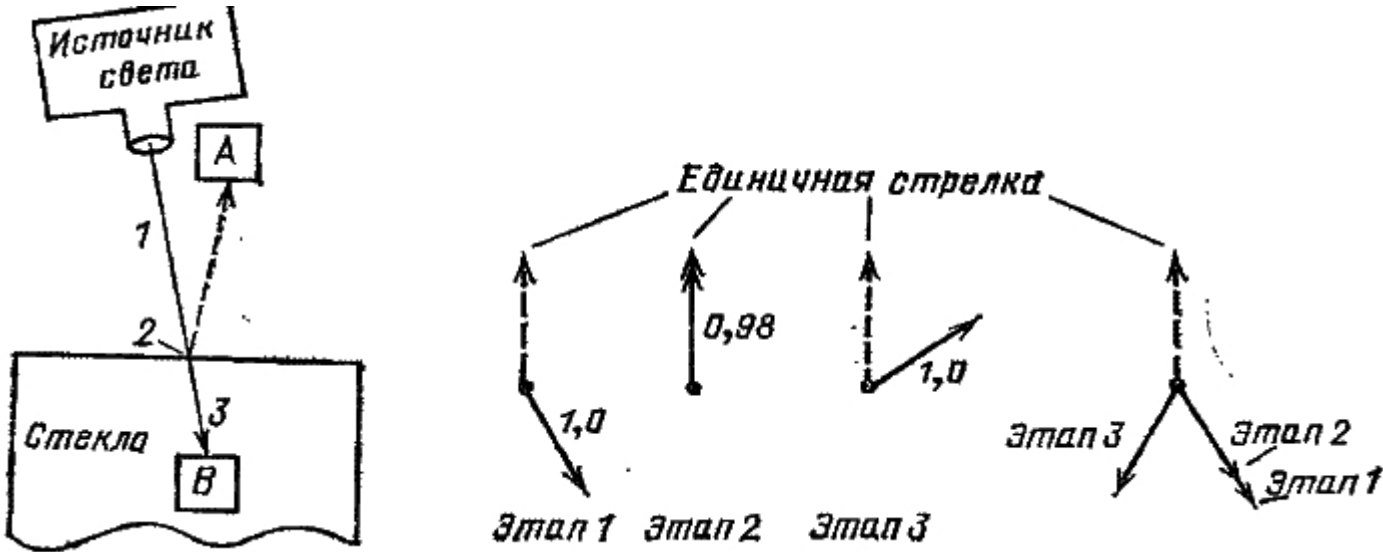 Источник
света
A
Единичная стрелка
1
2
0,98
1,0
1,0
3
Стекло
B
Этап 3
Этап 2
Этап 1
Этап 1 Этап 2 Этап 3